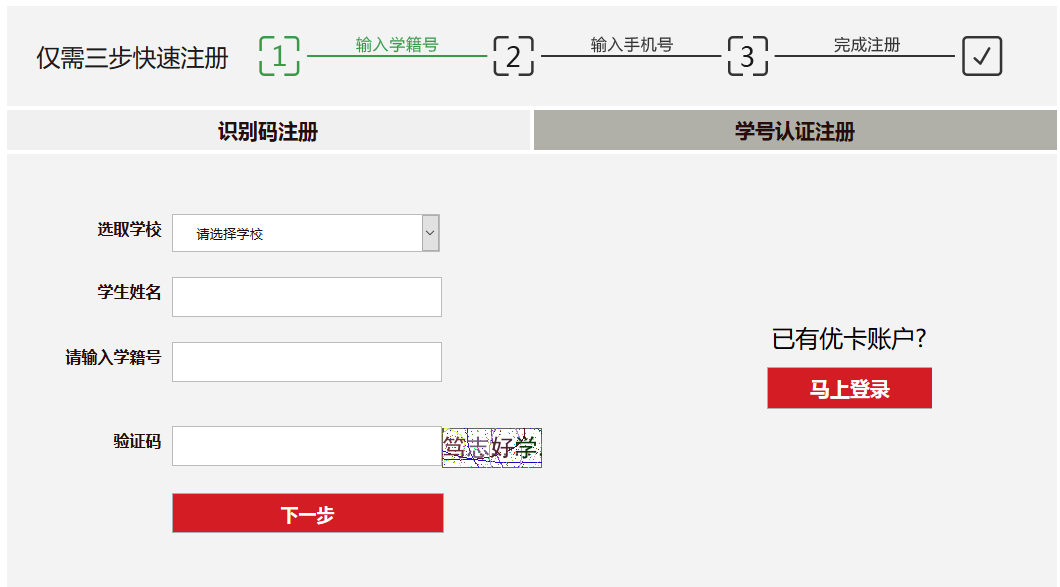 仅需三步快速注册 1 输入学籍号 2 输入手机号 3 完成注册
识别码注册 学号认证注册
选取学校 请选择学校
学生姓名
请输入学籍号
已有优卡账户?
马上登录
验证码 笃志好学
下一步